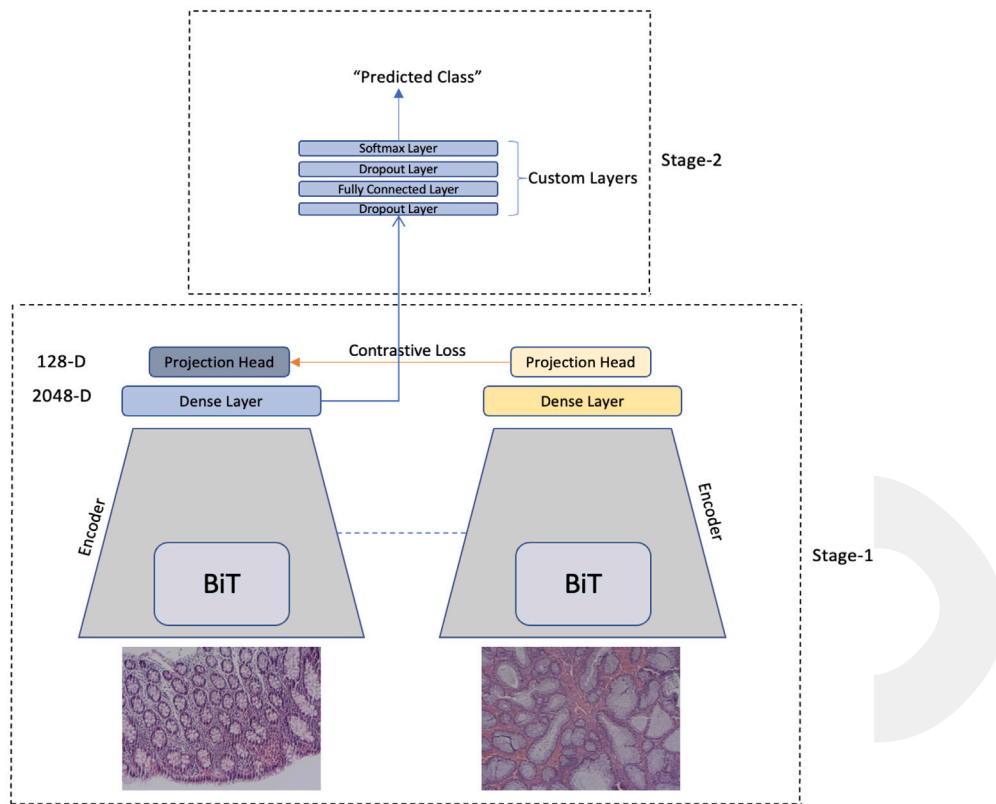 “Predicted Class”
Softmax Layer
Dropout Layer
Fully Connected Layer
Dropout Layer
Custom Layers
Stage-2
128-D
Projection Head
Contrastive Loss
Projection Head
2048-D
Dense Layer
Dense Layer
Encoder
Encoder
BiT
BiT
Stage-1